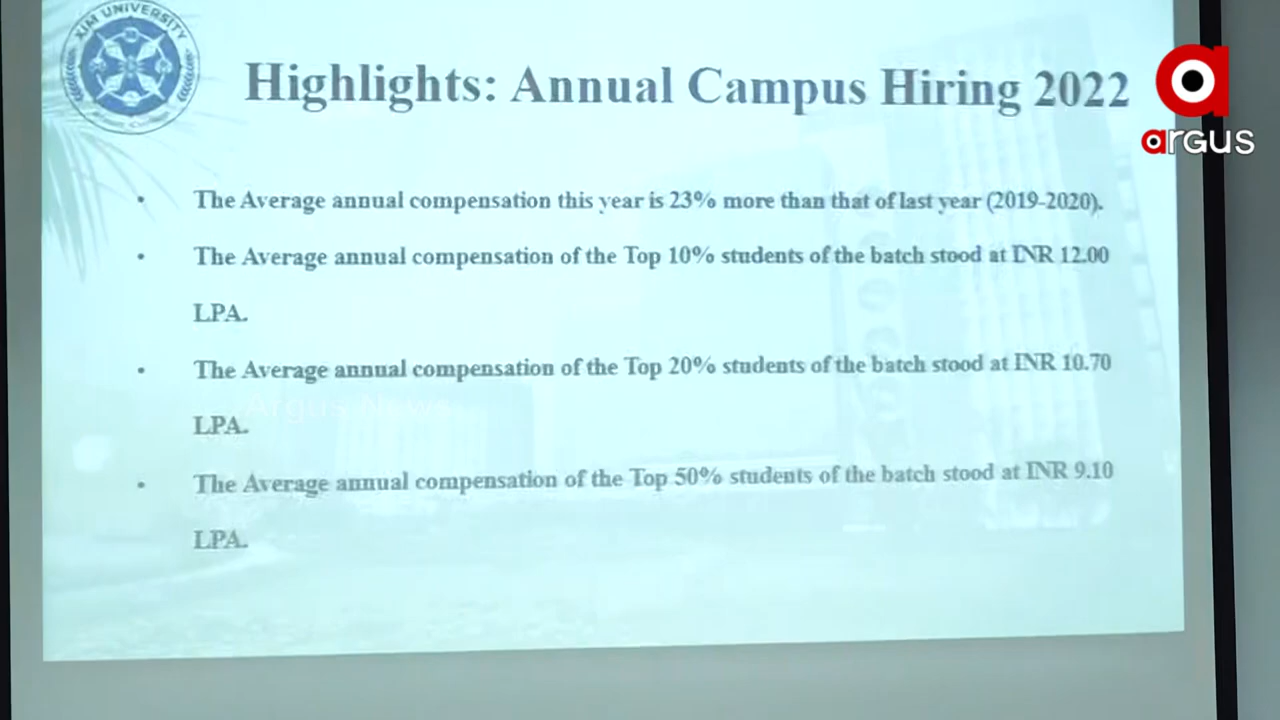 XIM UNIVERSITY
Highlights: Annual Campus Hiring 2022
argus
• The Average annual compensation this year is 23% more than that of last year (2019-2020).
• The Average annual compensation of the Top 10% students of the batch stood at INR 12.00
LPA.
• The Average annual compensation of the Top 20% students of the batch stood at INR 10.70
Argus News
LPA.
• The Average annual compensation of the Top 50% students of the batch stood at INR 9.10
LPA.